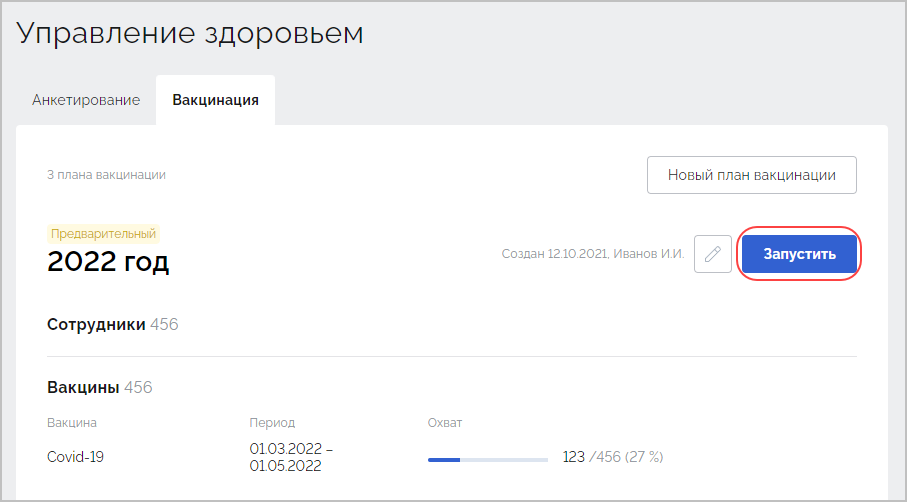 Управление здоровьем
Анкетирование
Вакцинация
3 плана вакцинации
Новый план вакцинации
Предварительный
2022 год
Создан 12.10.2021, Иванов И.И.
Запустить
Сотрудники 456
Вакцины 456
Вакцина
Период
Охват
Covid-19
01.03.2022 –
01.05.2022
123 /456 (27 %)